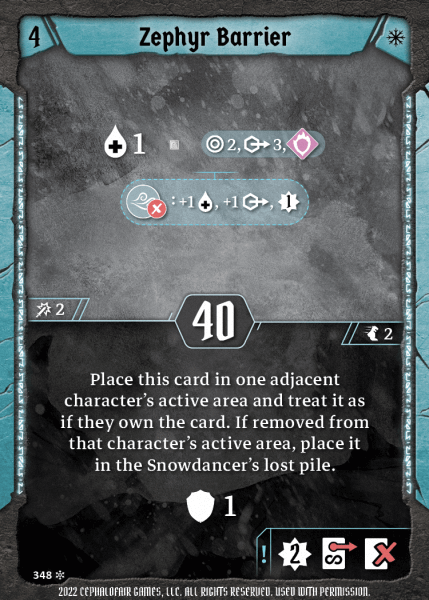 4 Zephyr Barrier
1 2, 3,
: +1 , +1 , 1
2
40
2
Place this card in one adjacent
character's active area and treat it as
if they own the card. If removed from
that character's active area, place it
in the Snowdancer's lost pile.
1
! 2
348
2022 CEPHALOFAIR GAMES, LLC. ALL RIGHTS RESERVED. USED WITH PERMISSION.